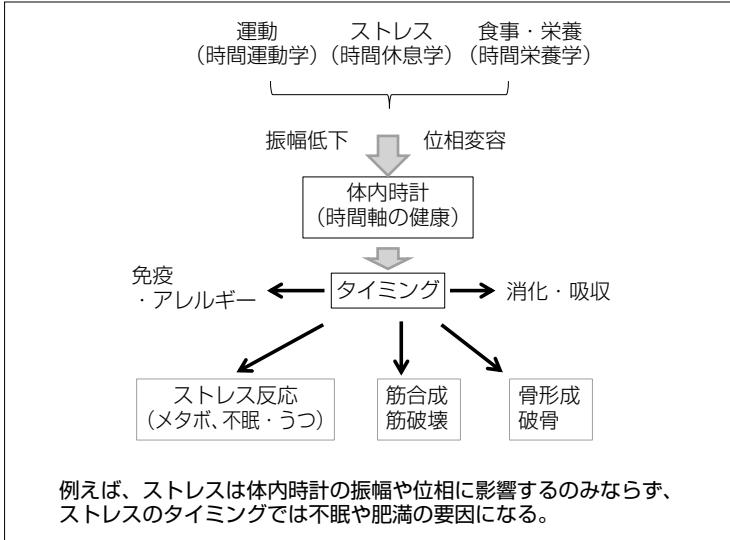 運動
(時間運動学)
ストレス
(時間休息学)
食事・栄養
(時間栄養学)
振幅低下
位相変容
体内時計
(時間軸の健康)
免疫
・アレルギー
タイミング
消化・吸収
ストレス反応
(メタボ、不眠・うつ)
筋合成
筋破壊
骨形成
破骨
例えば、ストレスは体内時計の振幅や位相に影響するのみならず、
ストレスのタイミングでは不眠や肥満の要因になる。